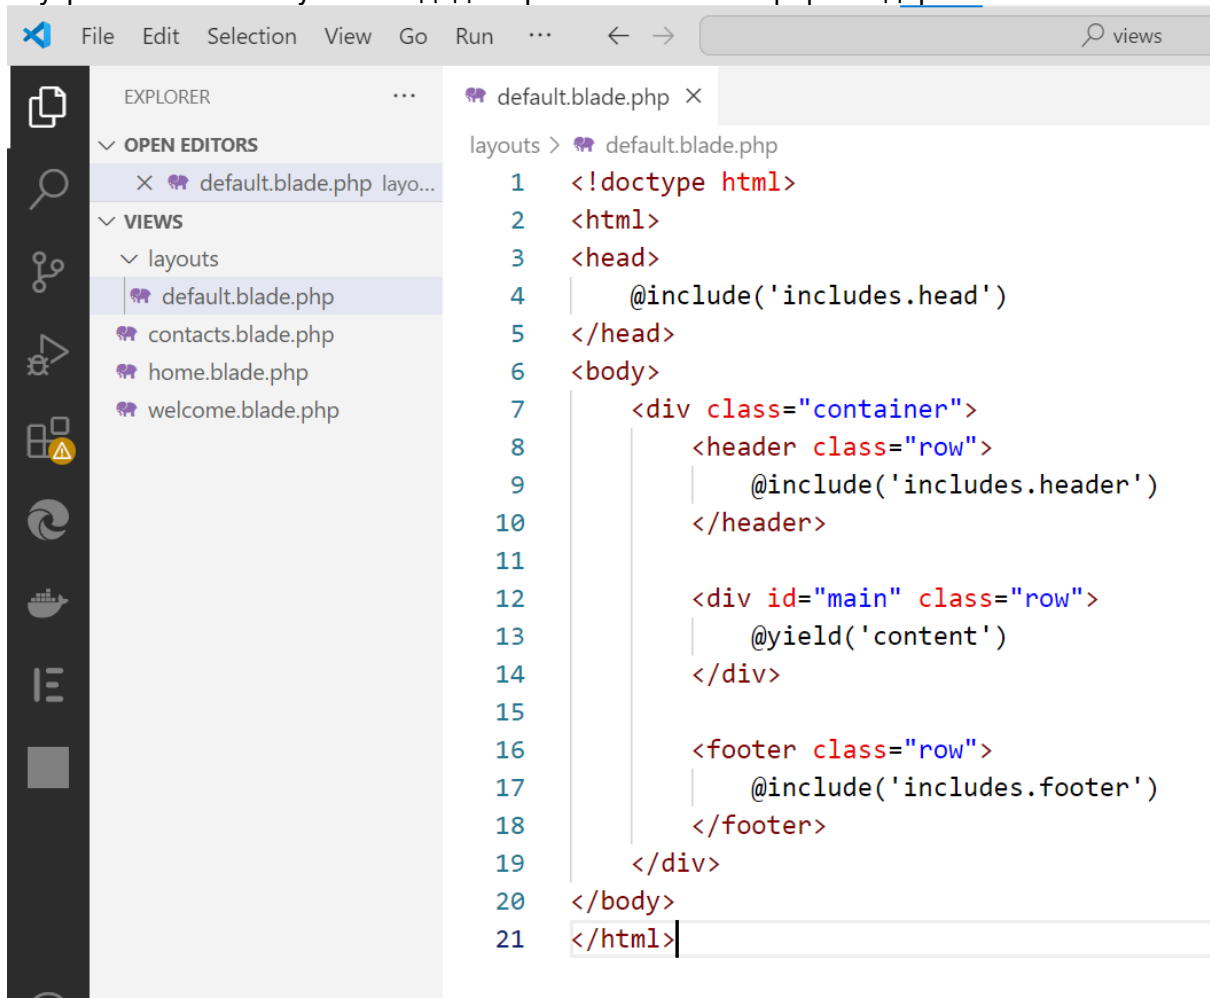 File Edit Selection View Go Run ··· ← → views
EXPLORER ···
OPEN EDITORS
default.blade.php layo...
VIEWS
layouts
default.blade.php
contacts.blade.php
home.blade.php
welcome.blade.php
default.blade.php
layouts > default.blade.php
1 <!doctype html>
2 <html>
3 <head>
4 @include('includes.head')
5 </head>
6 <body>
7 <div class="container">
8 <header class="row">
9 @include('includes.header')
10 </header>
11
12 <div id="main" class="row">
13 @yield('content')
14 </div>
15
16 <footer class="row">
17 @include('includes.footer')
18 </footer>
19 </div>
20 </body>
21 </html>